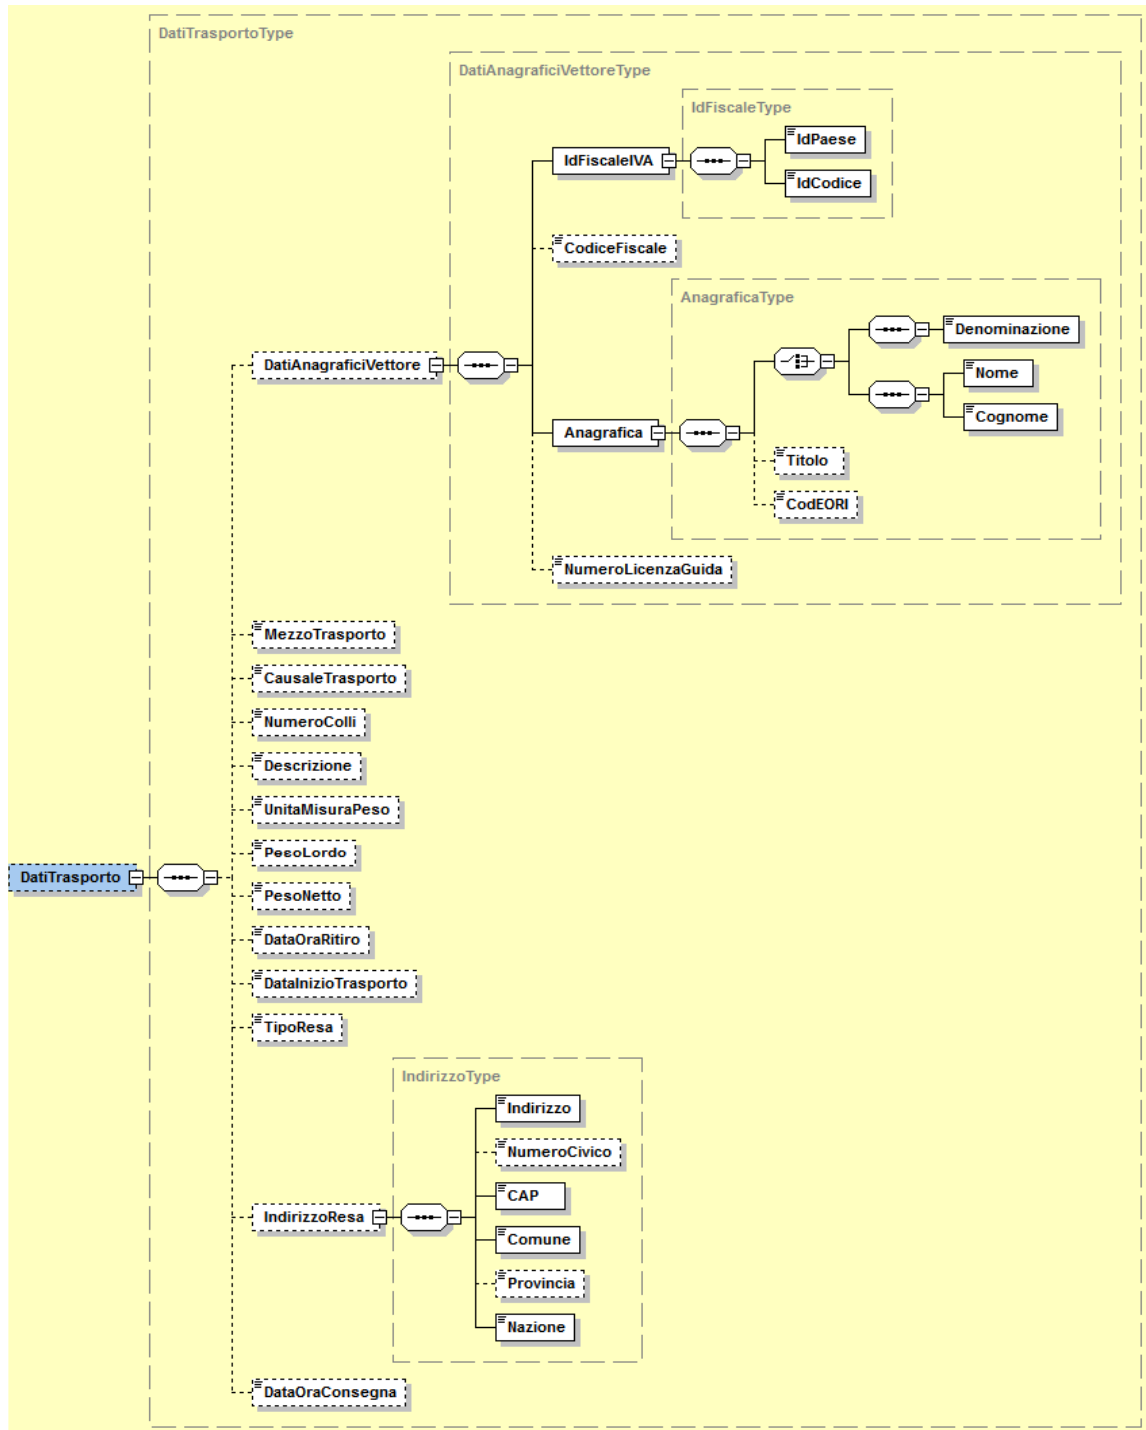 DatiTrasportoType
DatiAnagraficiVettoreType
IdFiscaleType
IdPaese
IdFiscaleIVA
IdCodice
CodiceFiscale
AnagraficaType
Denominazione
DatiAnagraficiVettore
Nome
Cognome
Anagrafica
Titolo
CodEORI
NumeroLicenzaGuida
MezzoTrasporto
CausaleTrasporto
NumeroColli
Descrizione
UnitaMisuraPeso
PesoLordo
DatiTrasporto
PesoNetto
DataOraRitiro
DataInizioTrasporto
TipoResa
IndirizzoType
Indirizzo
NumeroCivico
CAP
IndirizzoResa
Comune
Provincia
Nazione
DataOraConsegna